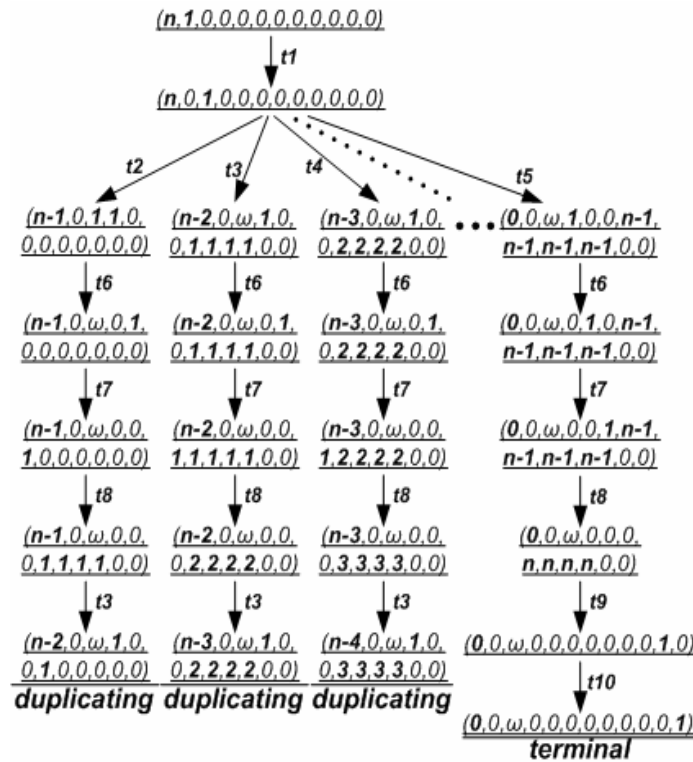 (n,1,0,0,0,0,0,0,0,0,0,0)
t1
(n,0,1,0,0,0,0,0,0,0,0,0)
t2 t3 t4 t5
(n-1,0,1,1,0, (n-2,0,ω,1,0, (n-3,0,ω,1,0, (0,0,ω,1,0,0,n-1,
0,0,0,0,0,0,0) 0,1,1,1,1,0,0) 0,2,2,2,2,0,0) n-1,n-1,n-1,0,0)
t6 t6 t6 t6
(n-1,0,ω,0,1, (n-2,0,ω,0,1, (n-3,0,ω,0,1, (0,0,ω,0,1,0,n-1,
0,0,0,0,0,0,0) 0,1,1,1,1,0,0) 0,2,2,2,2,0,0) n-1,n-1,n-1,0,0)
t7 t7 t7 t7
(n-1,0,ω,0,0, (n-2,0,ω,0,0, (n-3,0,ω,0,0, (0,0,ω,0,0,1,n-1,
1,0,0,0,0,0,0) 1,1,1,1,1,0,0) 1,2,2,2,2,0,0) n-1,n-1,n-1,0,0)
t8 t8 t8 t8
(n-1,0,ω,0,0, (n-2,0,ω,0,0, (n-3,0,ω,0,0, (0,0,ω,0,0,0,
0,1,1,1,1,0,0) 0,2,2,2,2,0,0) 0,3,3,3,3,0,0) n,n,n,n,0,0)
t3 t3 t3 t9
(n-2,0,ω,1,0, (n-3,0,ω,1,0, (n-4,0,ω,1,0, (0,0,ω,0,0,0,0,0,0,0,1,0)
0,1,0,0,0,0,0) 0,2,2,2,2,0,0) 0,3,3,3,3,0,0)
duplicating duplicating duplicating t10
(0,0,ω,0,0,0,0,0,0,0,0,1)
terminal